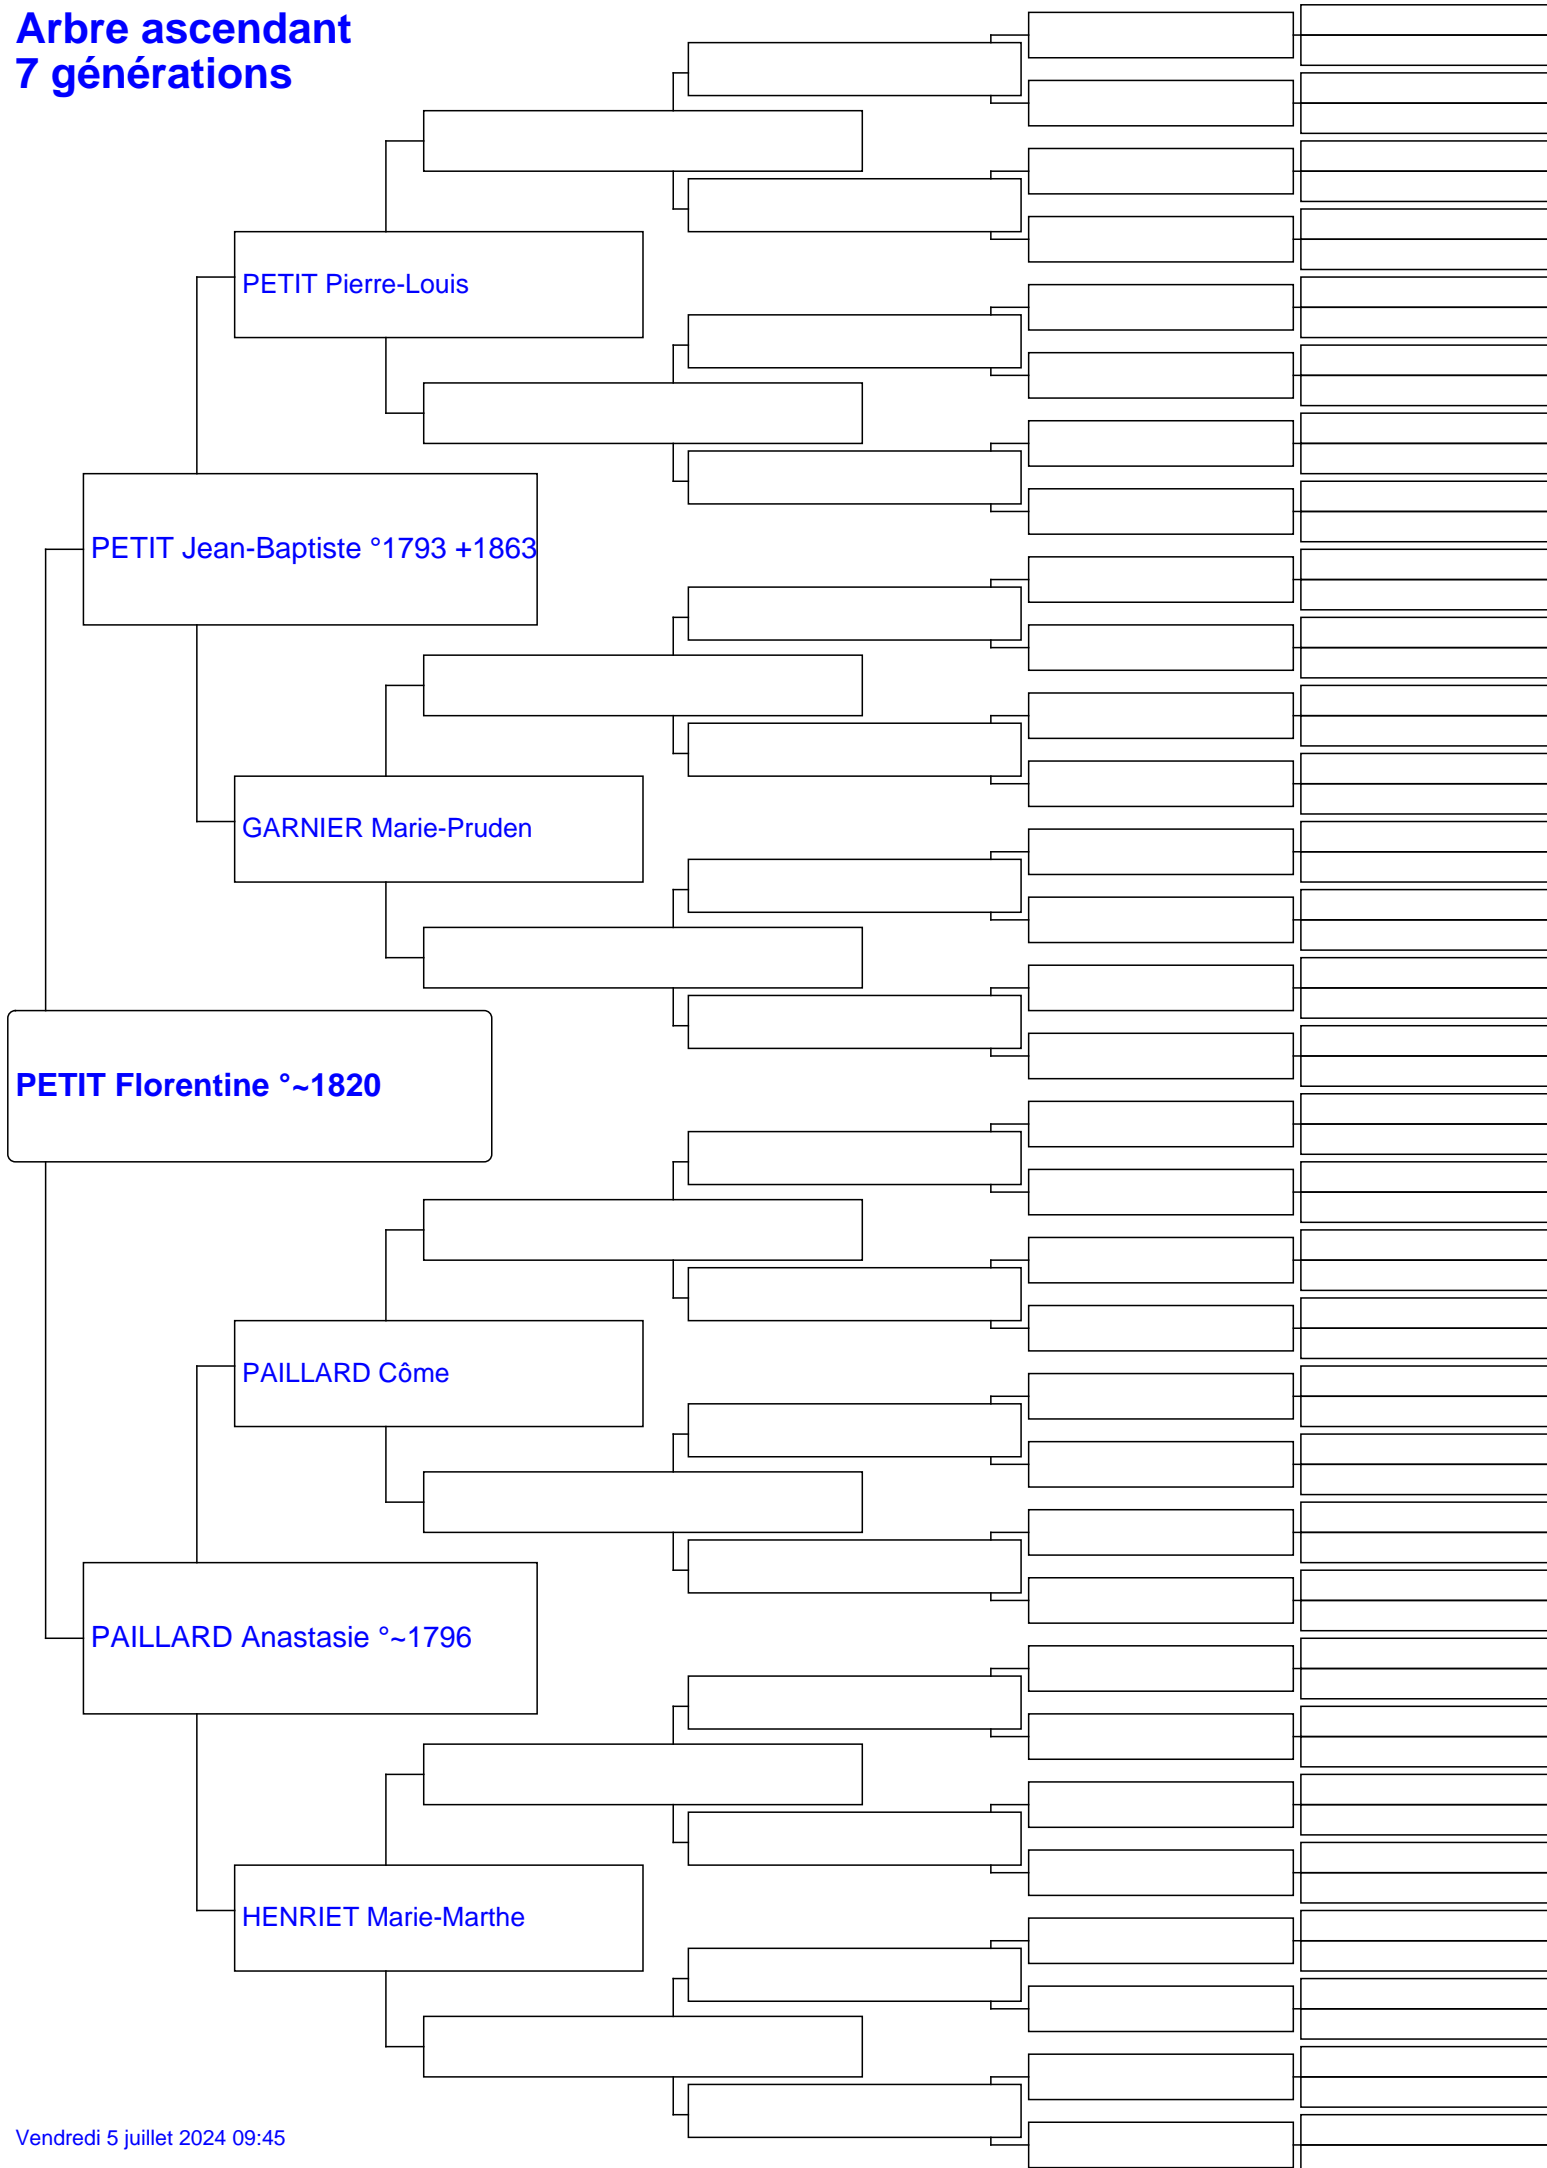 Arbre ascendant
7 générations
PETIT Pierre-Louis
PETIT Jean-Baptiste °1793 +1863
GARNIER Marie-Pruden
PETIT Florentine °~1820
PAILLARD Côme
PAILLARD Anastasie °~1796
HENRIET Marie-Marthe
Vendredi 5 juillet 2024 09:45